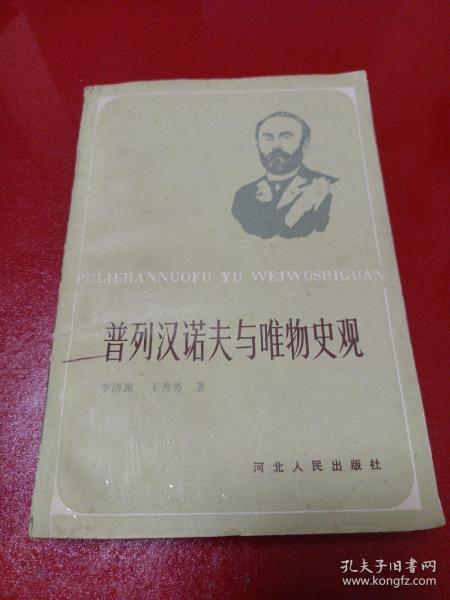 PULIEHANNUOFU YU WEIWUSHIGUAN
普列汉诺夫与唯物史观
李清崑 王秀芳 著
河北人民出版社
孔夫子旧书网
www.kongfz.com